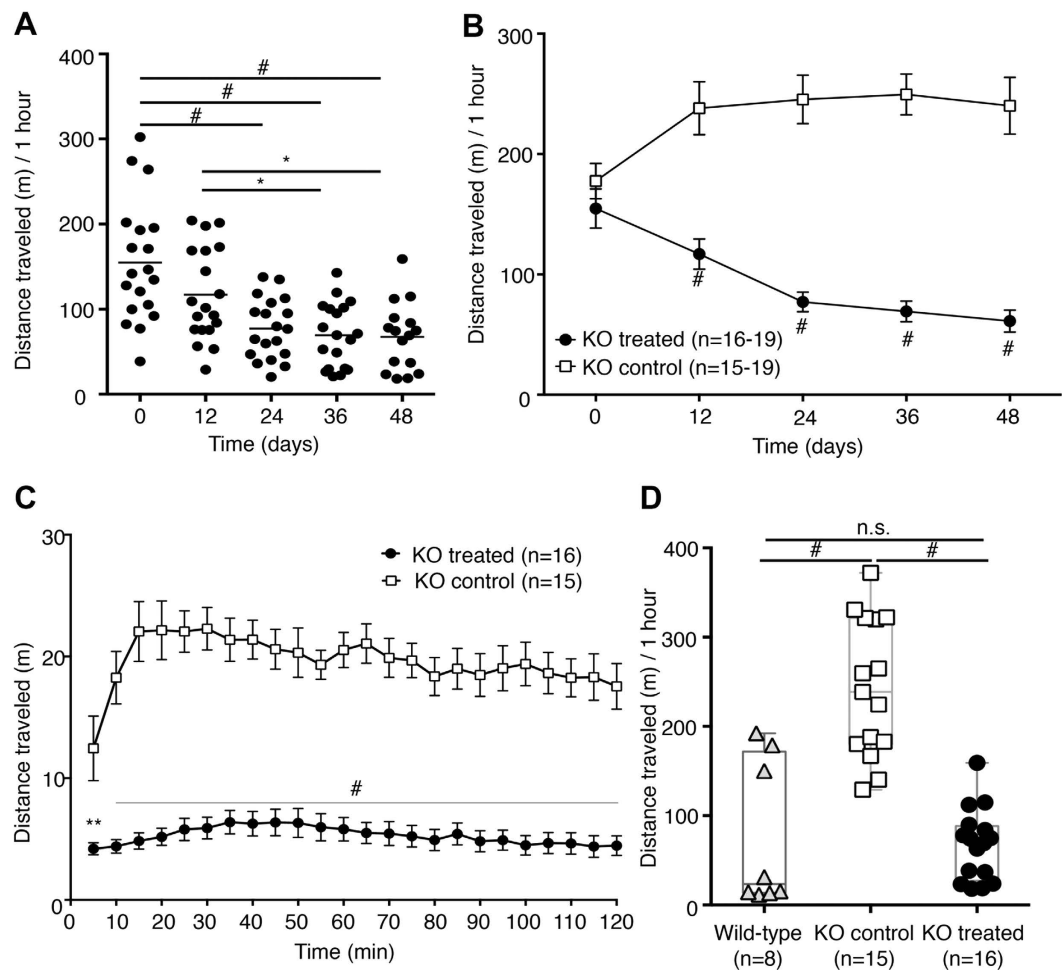 A
Distance traveled (m) / 1 hour
400
300
200
100
0
#
#
#
*
*
0 12 24 36 48
Time (days)
B
Distance traveled (m) / 1 hour
300
200
100
0
#
#
#
#
KO treated (n=16-19)
KO control (n=15-19)
0 12 24 36 48
Time (days)
C
Distance traveled (m)
30
20
10
0
KO treated (n=16)
KO control (n=15)
#
**
0 10 20 30 40 50 60 70 80 90 100 110 120
Time (min)
D
Distance traveled (m) / 1 hour
400
300
200
100
0
n.s.
# #
Wild-type KO control KO treated
(n=8) (n=15) (n=16)